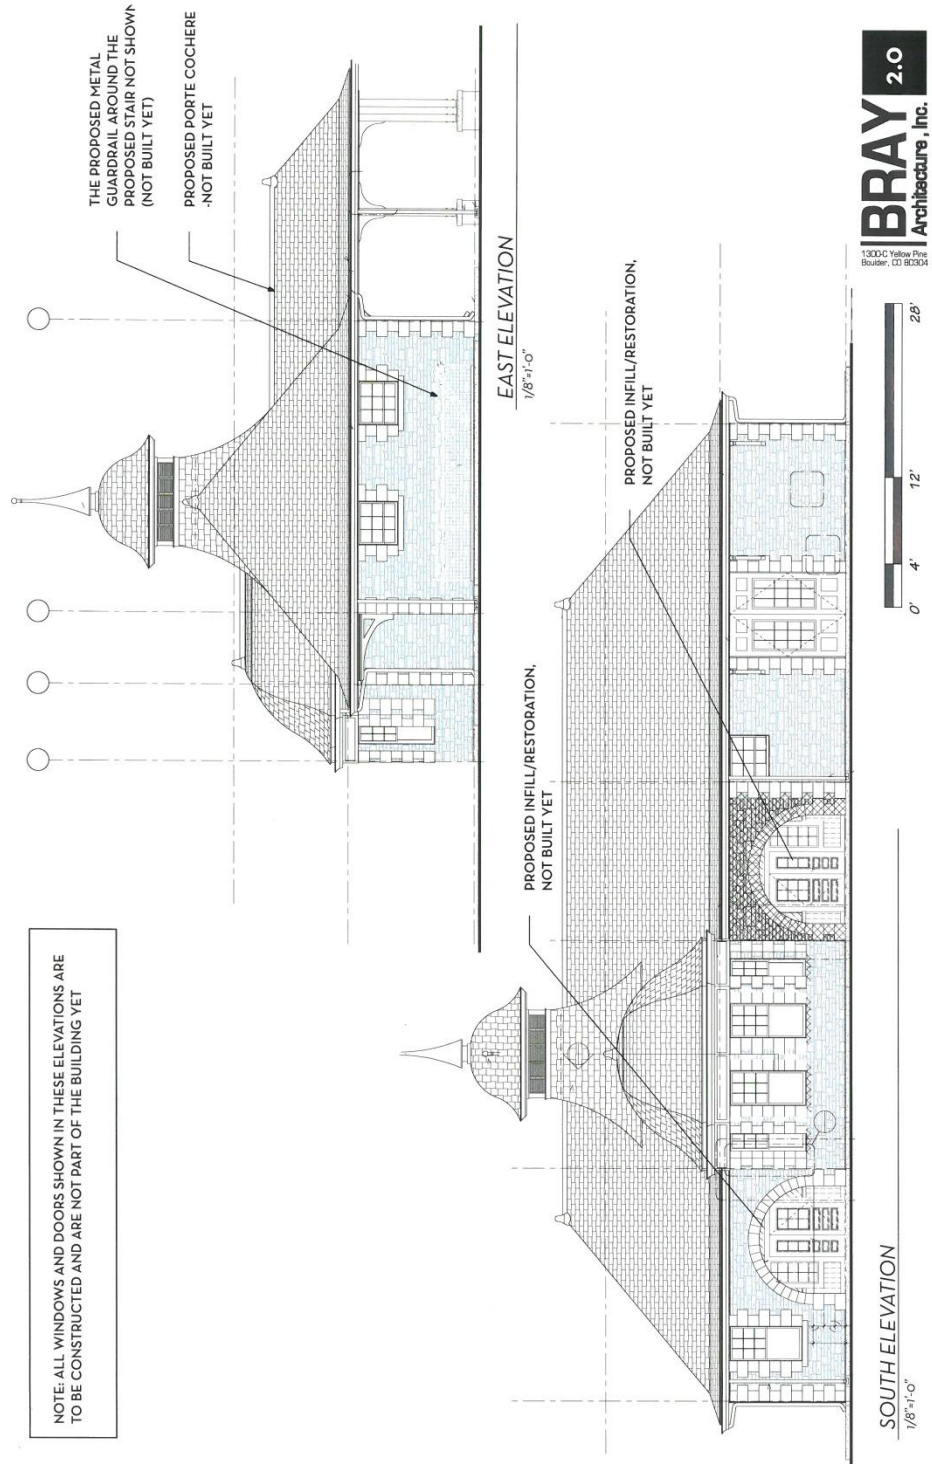 NOTE: ALL WINDOWS AND DOORS SHOWN IN THESE ELEVATIONS ARE
TO BE CONSTRUCTED AND ARE NOT PART OF THE BUILDING YET
THE PROPOSED METAL
GUARDRAIL AROUND THE
PROPOSED STAIR NOT SHOWN
(NOT BUILT YET)
PROPOSED PORTE COCHERE
-NOT BUILT YET
EAST ELEVATION
1/8"=1'-0"
PROPOSED INFILL/RESTORATION,
NOT BUILT YET
PROPOSED INFILL/RESTORATION,
NOT BUILT YET
SOUTH ELEVATION
1/8"=1'-0"
0' 4' 12' 28'
1300-C Yellow Pine
Boulder, CO 80304
BRAY 2.0
Architecture, Inc.